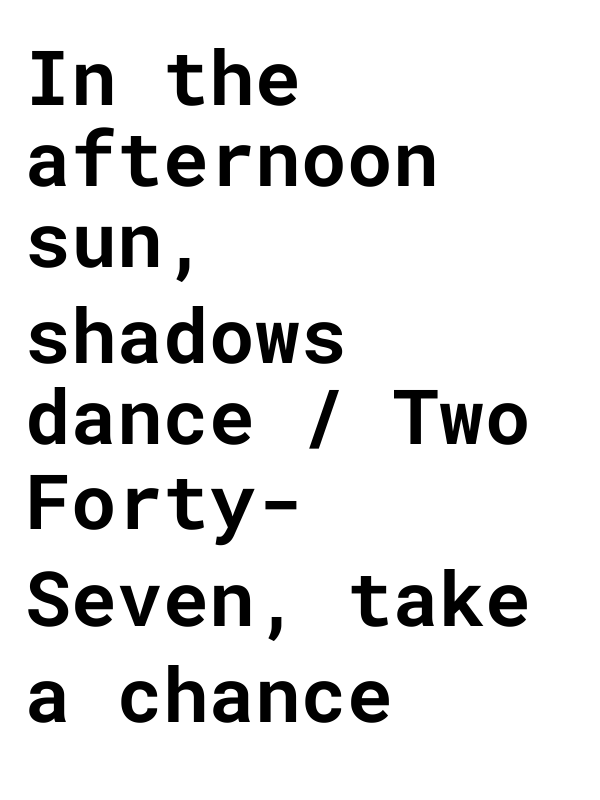 In the
afternoon
sun,
shadows
dance / Two
Forty-
Seven, take
a chance